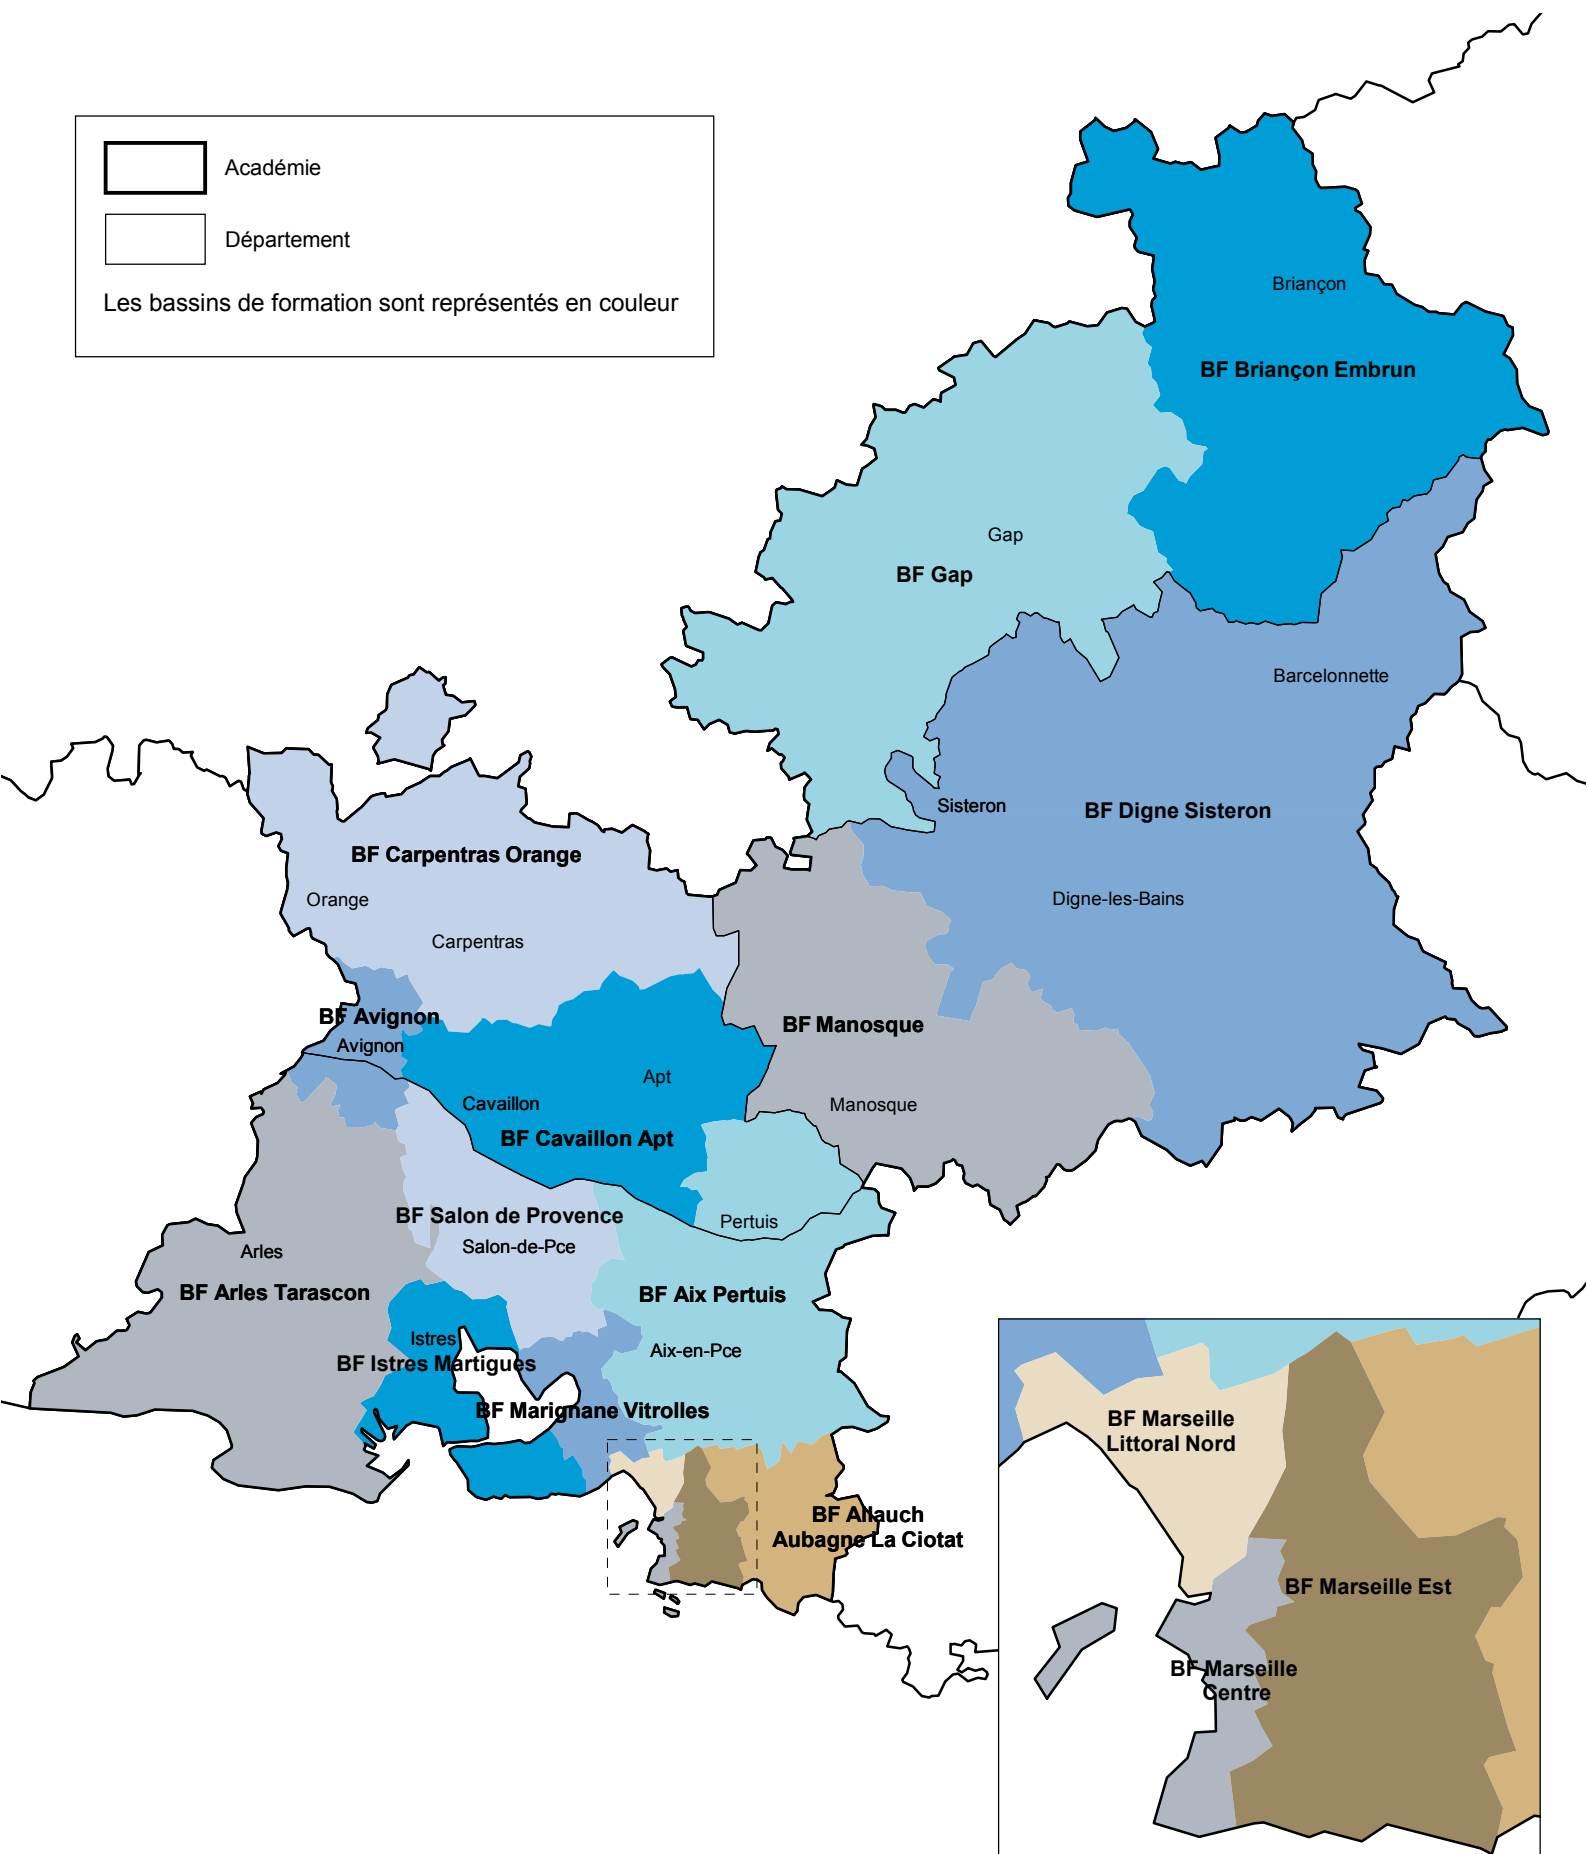 Académie
Département
Les bassins de formation sont représentés en couleur
Briançon
BF Briançon Embrun
Gap
BF Gap
Barcelonnette
Sisteron
BF Digne Sisteron
BF Carpentras Orange
Orange
Digne-les-Bains
Carpentras
BF Avignon
BF Manosque
Avignon
Apt
Cavaillon
Manosque
BF Cavaillon Apt
BF Salon de Provence
Pertuis
Arles
Salon-de-Pce
BF Arles Tarascon
BF Aix Pertuis
Istres
Aix-en-Pce
BF Istres Martigues
BF Marignane Vitrolles
BF Marseille
Littoral Nord
BF Allauch
Aubagne La Ciotat
BF Marseille Est
BF Marseille
Centre